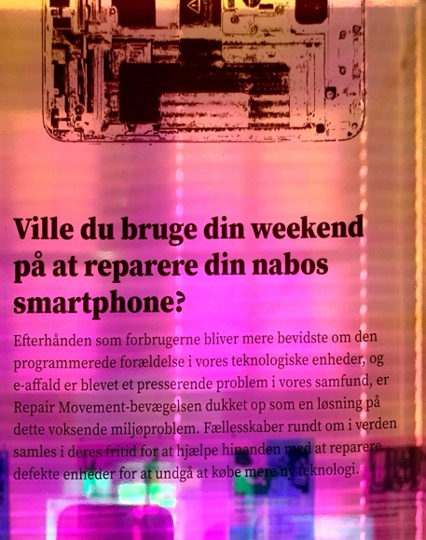 Ville du bruge din weekend
på at reparere din nabos
smartphone?
Efterhånden som forbrugerne bliver mere bevidste om den
programmerede forældelse i vores teknologiske enheder, og
e-affald er blevet et presserende problem i vores samfund, er
Repair Movement-bevægelsen dukket op som en løsning på
dette voksende miljøproblem. Fællesskaber rundt om i verden
samles i deres fritid for at hjælpe hinanden med at reparere
defekte enheder for at undgå at købe mere ny teknologi.